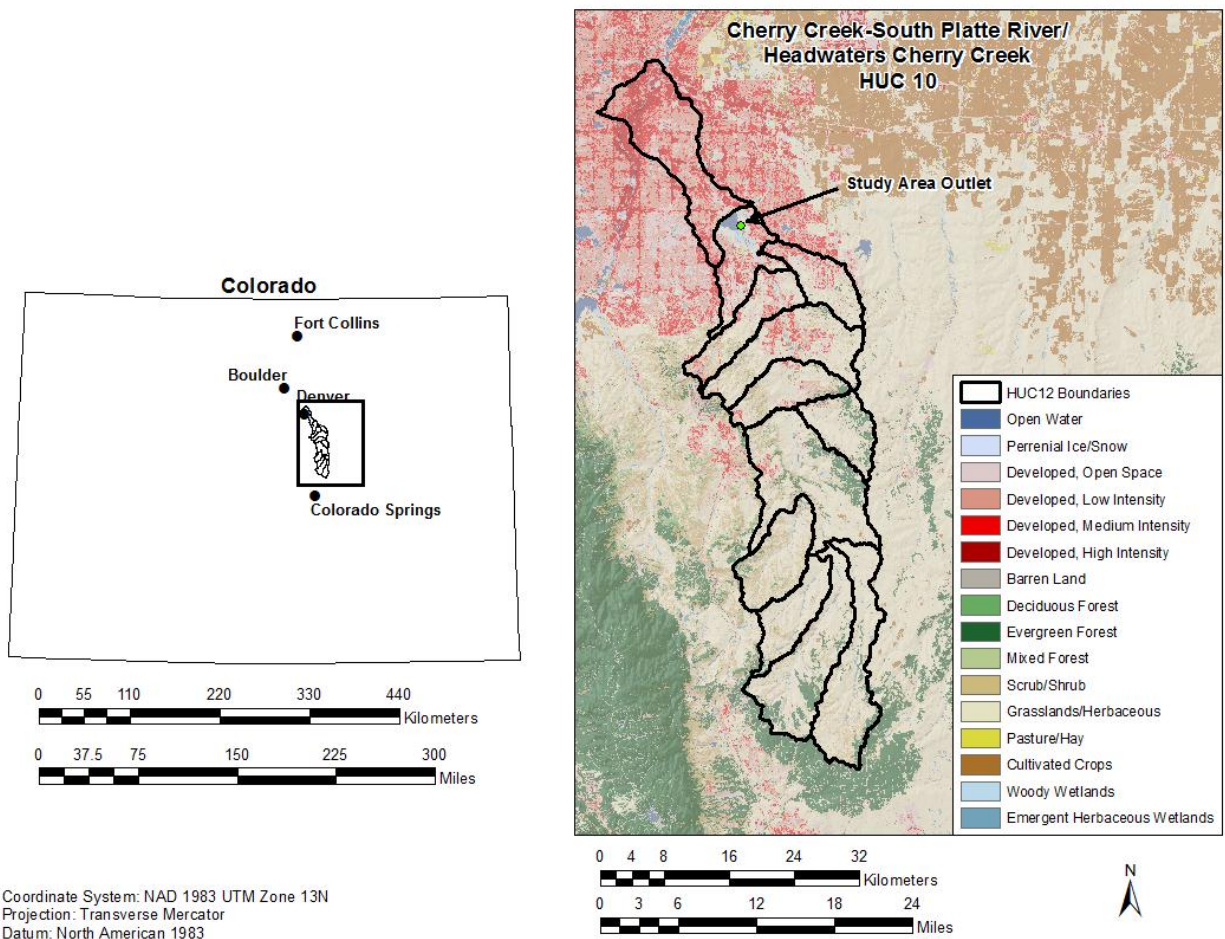 Colorado
Fort Collins
Boulder
Denver
Colorado Springs
0 55 110 220 330 440
Kilometers
0 37.5 75 150 225 300
Miles
Coordinate System: NAD 1983 UTM Zone 13N
Projection: Transverse Mercator
Datum: North American 1983
Cherry Creek-South Platte River/
Headwaters Cherry Creek
HUC 10
Study Area Outlet
HUC12 Boundaries
Open Water
Perrenial Ice/Snow
Developed, Open Space
Developed, Low Intensity
Developed, Medium Intensity
Developed, High Intensity
Barren Land
Deciduous Forest
Evergreen Forest
Mixed Forest
Scrub/Shrub
Grasslands/Herbaceous
Pasture/Hay
Cultivated Crops
Woody Wetlands
Emergent Herbaceous Wetlands
0 4 8 16 24 32
Kilometers
0 3 6 12 18 24
Miles
N